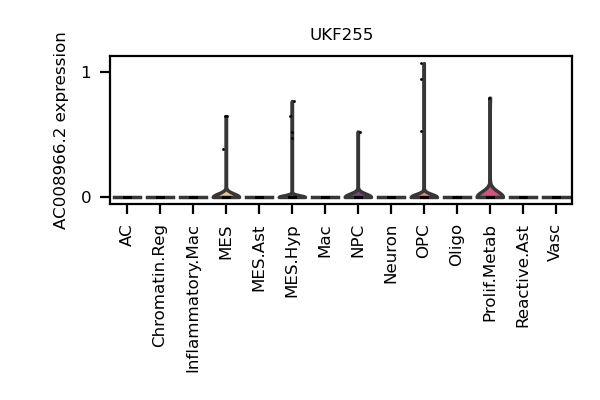 UKF255
AC008966.2 expression
1
0
AC
Chromatin.Reg
Inflammatory.Mac
MES
MES.Ast
MES.Hyp
Mac
NPC
Neuron
OPC
Oligo
Prolif.Metab
Reactive.Ast
Vasc